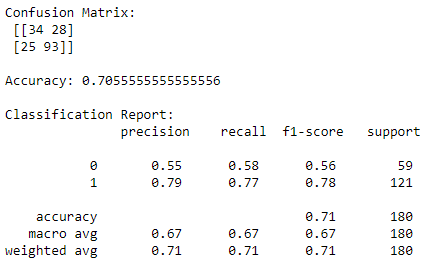 Confusion Matrix:
[[34 28]
[25 93]]
Accuracy: 0.7055555555555556
Classification Report:
precision recall f1-score support
0 0.55 0.58 0.56 59
1 0.79 0.77 0.78 121
accuracy 0.71 180
macro avg 0.67 0.67 0.67 180
weighted avg 0.71 0.71 0.71 180